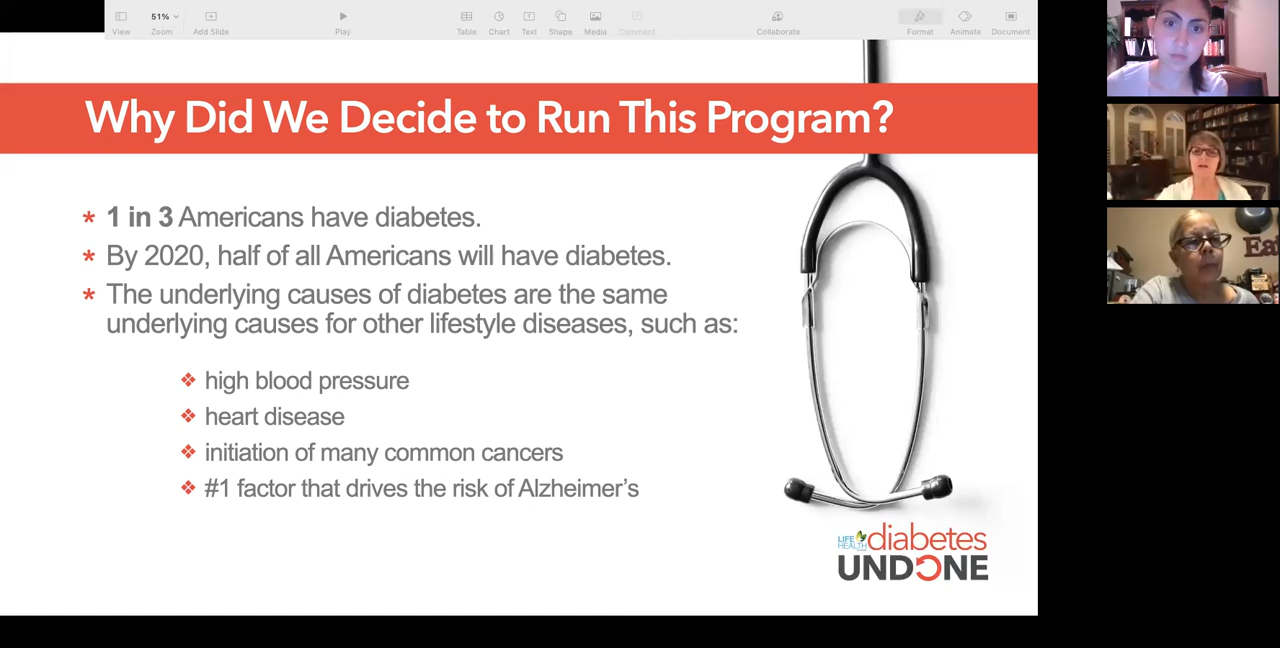 51%
View
Zoom
Add Slide
Play
Table
Chart
Text
Shape
Media
Comment
Collaborate
Format
Animate
Document
Why Did We Decide to Run This Program?
* 1 in 3 Americans have diabetes.
* By 2020, half of all Americans will have diabetes.
* The underlying causes of diabetes are the same
underlying causes for other lifestyle diseases, such as:
❖ high blood pressure
❖ heart disease
❖ initiation of many common cancers
❖ #1 factor that drives the risk of Alzheimer’s
LIFE
HEALTH
diabetes
UNDONE
Eat